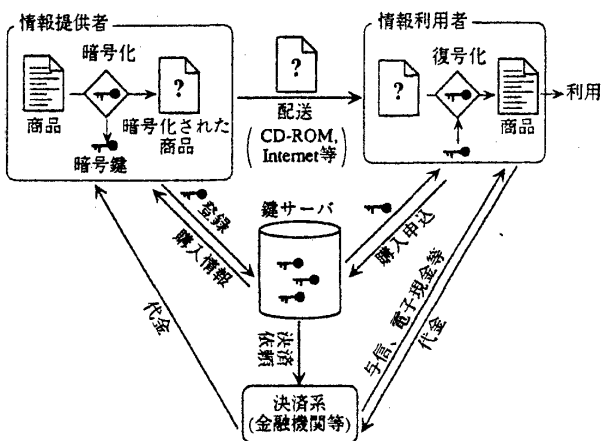 情報提供者
暗号化
?
商品
暗号化された
商品
暗号鍵
?
配送
(CD-ROM,
Internet等)
情報利用者
復号化
?
商品
利用
登録
購入情報
鍵サーバ
購入申込
代金
決済
依頼
与信、電子現金等
代金
決済系
(金融機関等)